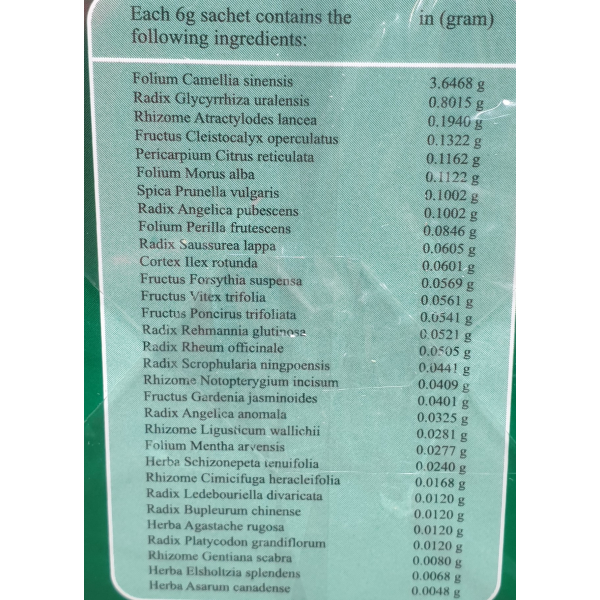 Each 6g sachet contains the in (gram)
following ingredients:
Folium Camellia sinensis 3.6468 g
Radix Glycyrrhiza uralensis 0.8015 g
Rhizome Atractylodes lancea 0.1940 g
Fructus Cleistocalyx operculatus 0.1322 g
Pericarpium Citrus reticulata 0.1162 g
Folium Morus alba 0.1122 g
Spica Prunella vulgaris 0.1002 g
Radix Angelica pubescens 0.1002 g
Folium Perilla frutescens 0.0846 g
Radix Saussurea lappa 0.0605 g
Cortex Ilex rotunda 0.0601 g
Fructus Forsythia suspensa 0.0569 g
Fructus Vitex trifolia 0.0561 g
Fructus Poncirus trifoliata 0.0541 g
Radix Rehmannia glutinosa 0.0521 g
Radix Rheum officinale 0.0505 g
Radix Scrophularia ningpoensis 0.0441 g
Rhizome Notopterygium incisum 0.0409 g
Fructus Gardenia jasminoides 0.0401 g
Radix Angelica anomala 0.0325 g
Rhizome Ligusticum wallichii 0.0281 g
Folium Mentha arvensis 0.0277 g
Herba Schizonepeta tenuifolia 0.0240 g
Rhizome Cimicifuga heracleifolia 0.0168 g
Radix Ledebouriella divaricata 0.0120 g
Radix Bupleurum chinense 0.0120 g
Herba Agastache rugosa 0.0120 g
Radix Platycodon grandiflorum 0.0120 g
Rhizome Gentiana scabra 0.0080 g
Herba Elsholtzia splendens 0.0068 g
Herba Asarum canadense 0.0048 g